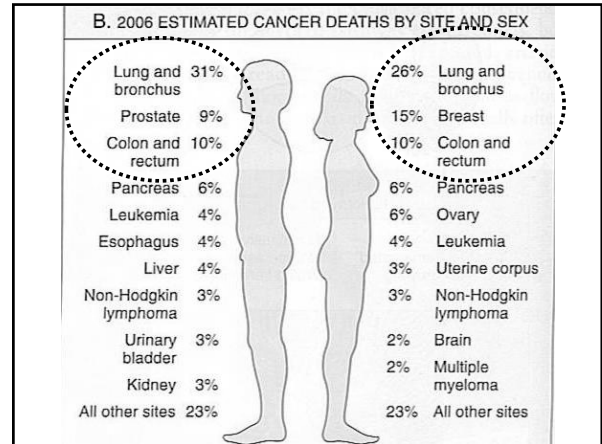 B. 2006 ESTIMATED CANCER DEATHS BY SITE AND SEX
Lung and 31%
bronchus
Prostate 9%
Colon and 10%
rectum
Pancreas 6%
Leukemia 4%
Esophagus 4%
Liver 4%
Non-Hodgkin 3%
lymphoma
Urinary 3%
bladder
Kidney 3%
All other sites 23%
26% Lung and
bronchus
15% Breast
10% Colon and
rectum
6% Pancreas
6% Ovary
4% Leukemia
3% Uterine corpus
3% Non-Hodgkin
lymphoma
2% Brain
2% Multiple
myeloma
23% All other sites